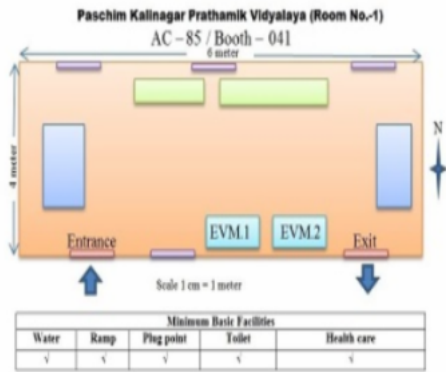 Paschim Kalinagar Prathamik Vidyalaya (Room No.-1)
AC - 85 / Booth - 041
6 meter
4 meter
N
EVM.1 EVM.2
Entrance Exit
Scale 1 cm = 1 meter
Minimum Basic Facilities
Water Ramp Plug point Toilet Health care
√ √ √ √ √